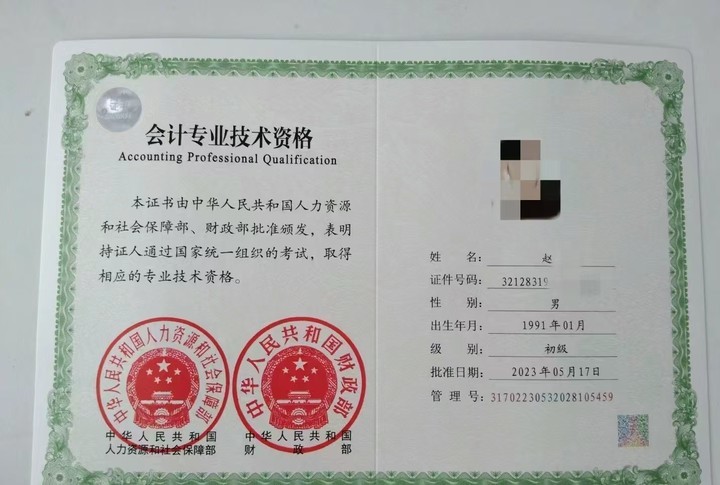 会计专业技术资格
Accounting Professional Qualification
本证书由中华人民共和国人力资源
和社会保障部、财政部批准颁发，表明
持证人通过国家统一组织的考试，取得
相应的专业技术资格。
中华人民共和国人力资源和社会保障部
中华人民共和国财政部
中华人民共和国
人力资源和社会保障部
中华人民共和国
财政部
姓名：赵
证件号码：32128319
性别：男
出生年月：1991年01月
级别：初级
批准日期：2023年05月17日
管理号：31702230532028105459